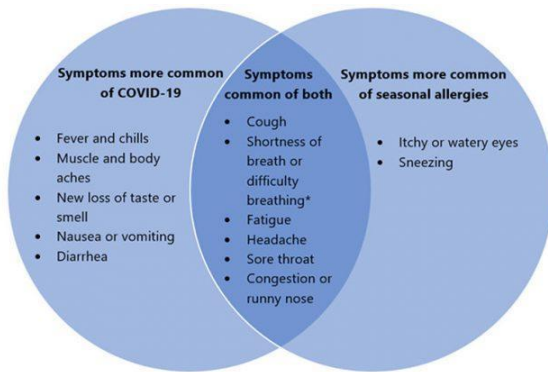 Symptoms more common
of COVID-19
• Fever and chills
• Muscle and body
aches
• New loss of taste or
smell
• Nausea or vomiting
• Diarrhea
Symptoms
common of both
• Cough
• Shortness of
breath or
difficulty
breathing*
• Fatigue
• Headache
• Sore throat
• Congestion or
runny nose
Symptoms more common
of seasonal allergies
• Itchy or watery eyes
• Sneezing